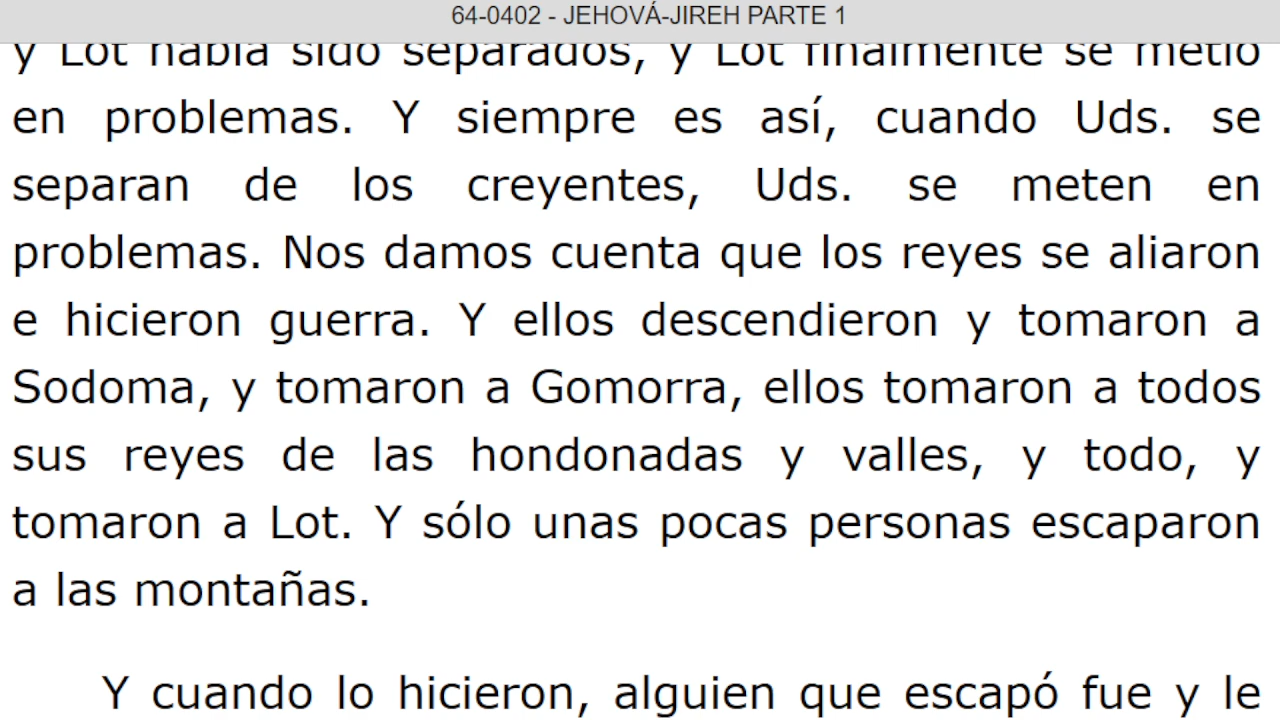 64-0402 - JEHOVÁ-JIREH PARTE 1
y Lot había sido separados, y Lot finalmente se metió
en problemas. Y siempre es así, cuando Uds. se
separan de los creyentes, Uds. se meten en
problemas. Nos damos cuenta que los reyes se aliaron
e hicieron guerra. Y ellos descendieron y tomaron a
Sodoma, y tomaron a Gomorra, ellos tomaron a todos
sus reyes de las hondonadas y valles, y todo, y
tomaron a Lot. Y sólo unas pocas personas escaparon
a las montañas.
Y cuando lo hicieron, alguien que escapó fue y le